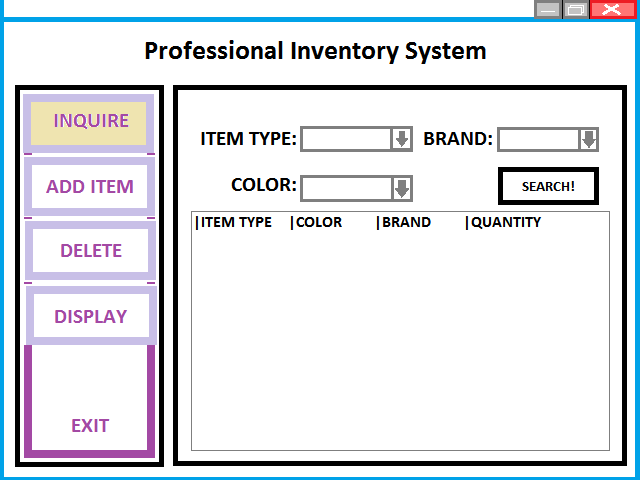 Professional Inventory System
INQUIRE
ADD ITEM
DELETE
DISPLAY
EXIT
ITEM TYPE:
BRAND:
COLOR:
SEARCH!
|ITEM TYPE |COLOR |BRAND |QUANTITY